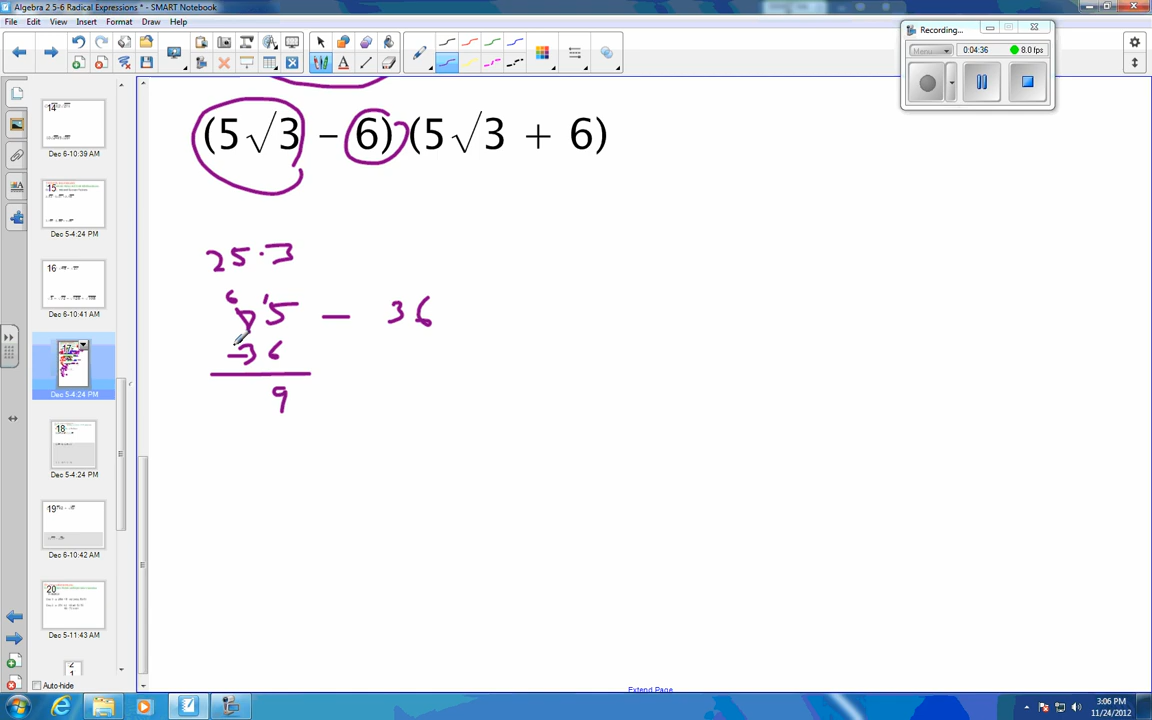 Algebra 2 5-6 Radical Expressions * - SMART Notebook
File Edit View Insert Format Draw Help
Recording...
Menu 0:04:36 8.0 fps
14
Dec 6-10:39 AM
15
Dec 5-4:24 PM
16
Dec 6-10:41 AM
17
Dec 5-4:24 PM
18
Dec 5-4:24 PM
19
Dec 6-10:42 AM
20
Dec 5-11:43 AM
2
1
Auto-hide
(5√3 − 6)(5√3 + 6)
25·3
6 1
75 − 36
−36
9
Extend Page
3:06 PM
11/24/2012